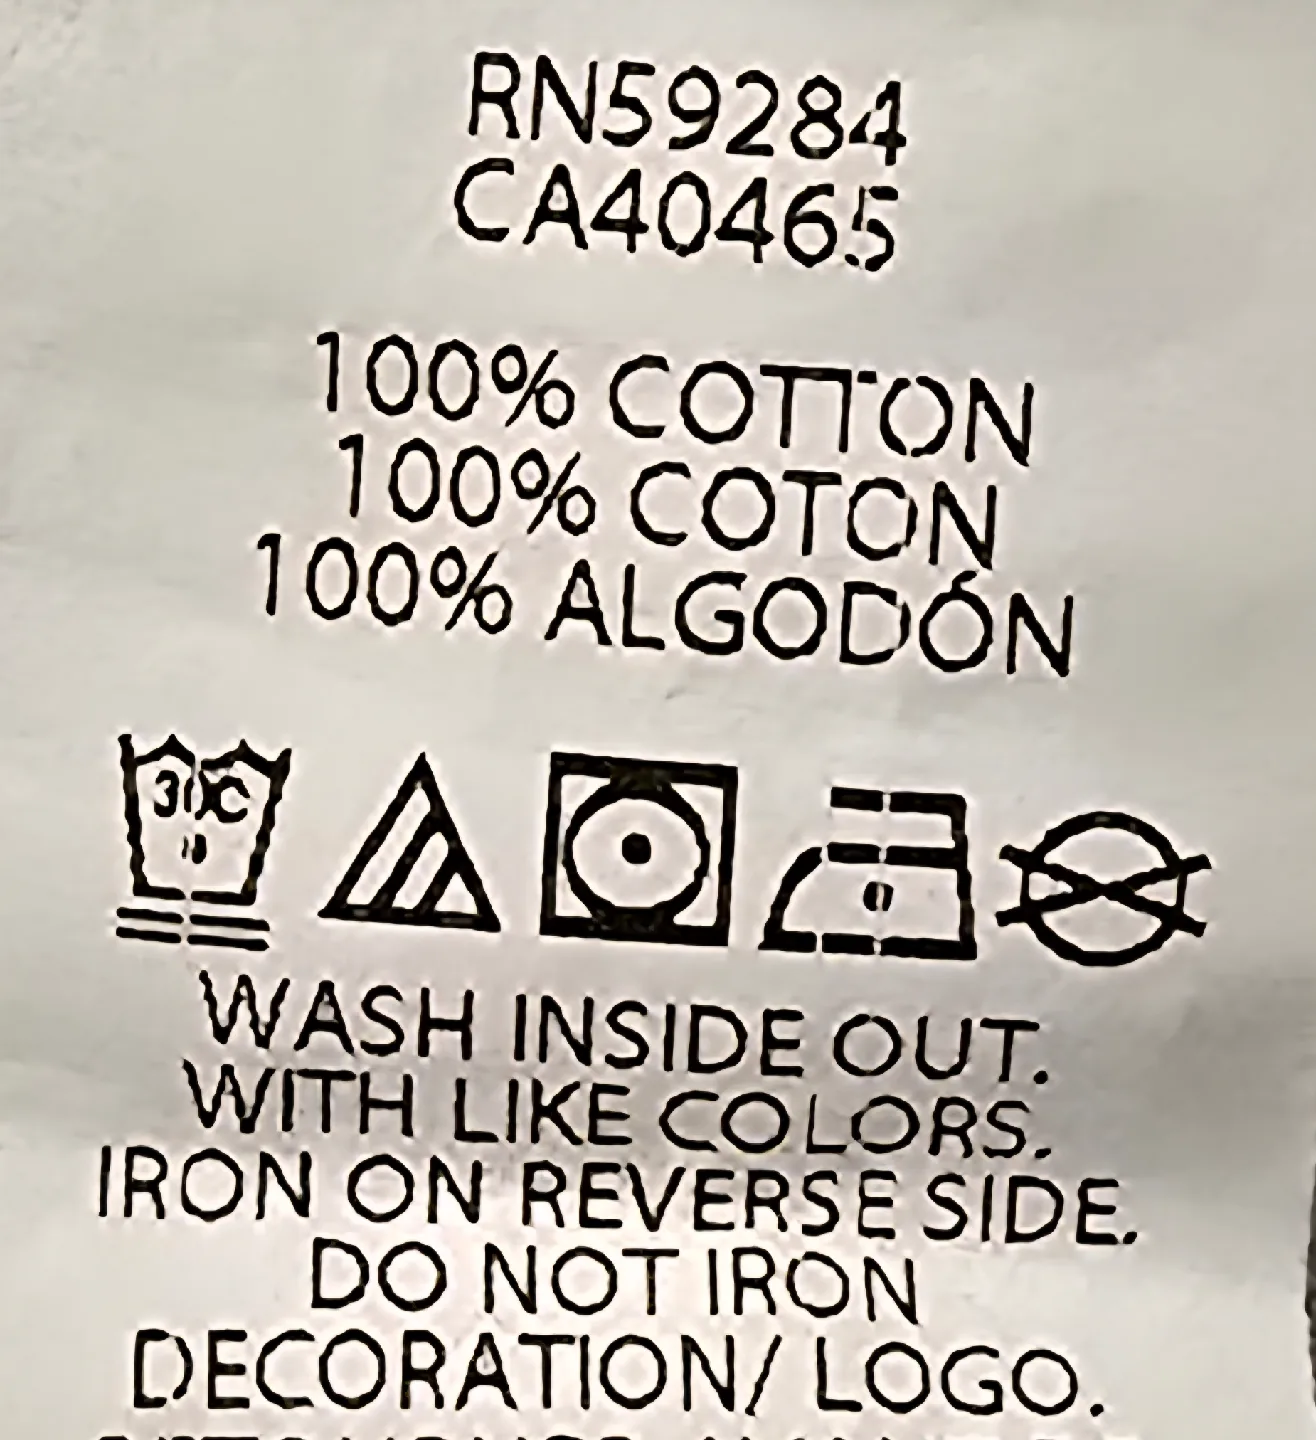 RN59284
CA40465
100% COTTON
100% COTON
100% ALGODÓN
30C
WASH INSIDE OUT.
WITH LIKE COLORS.
IRON ON REVERSE SIDE.
DO NOT IRON
DECORATION/ LOGO.